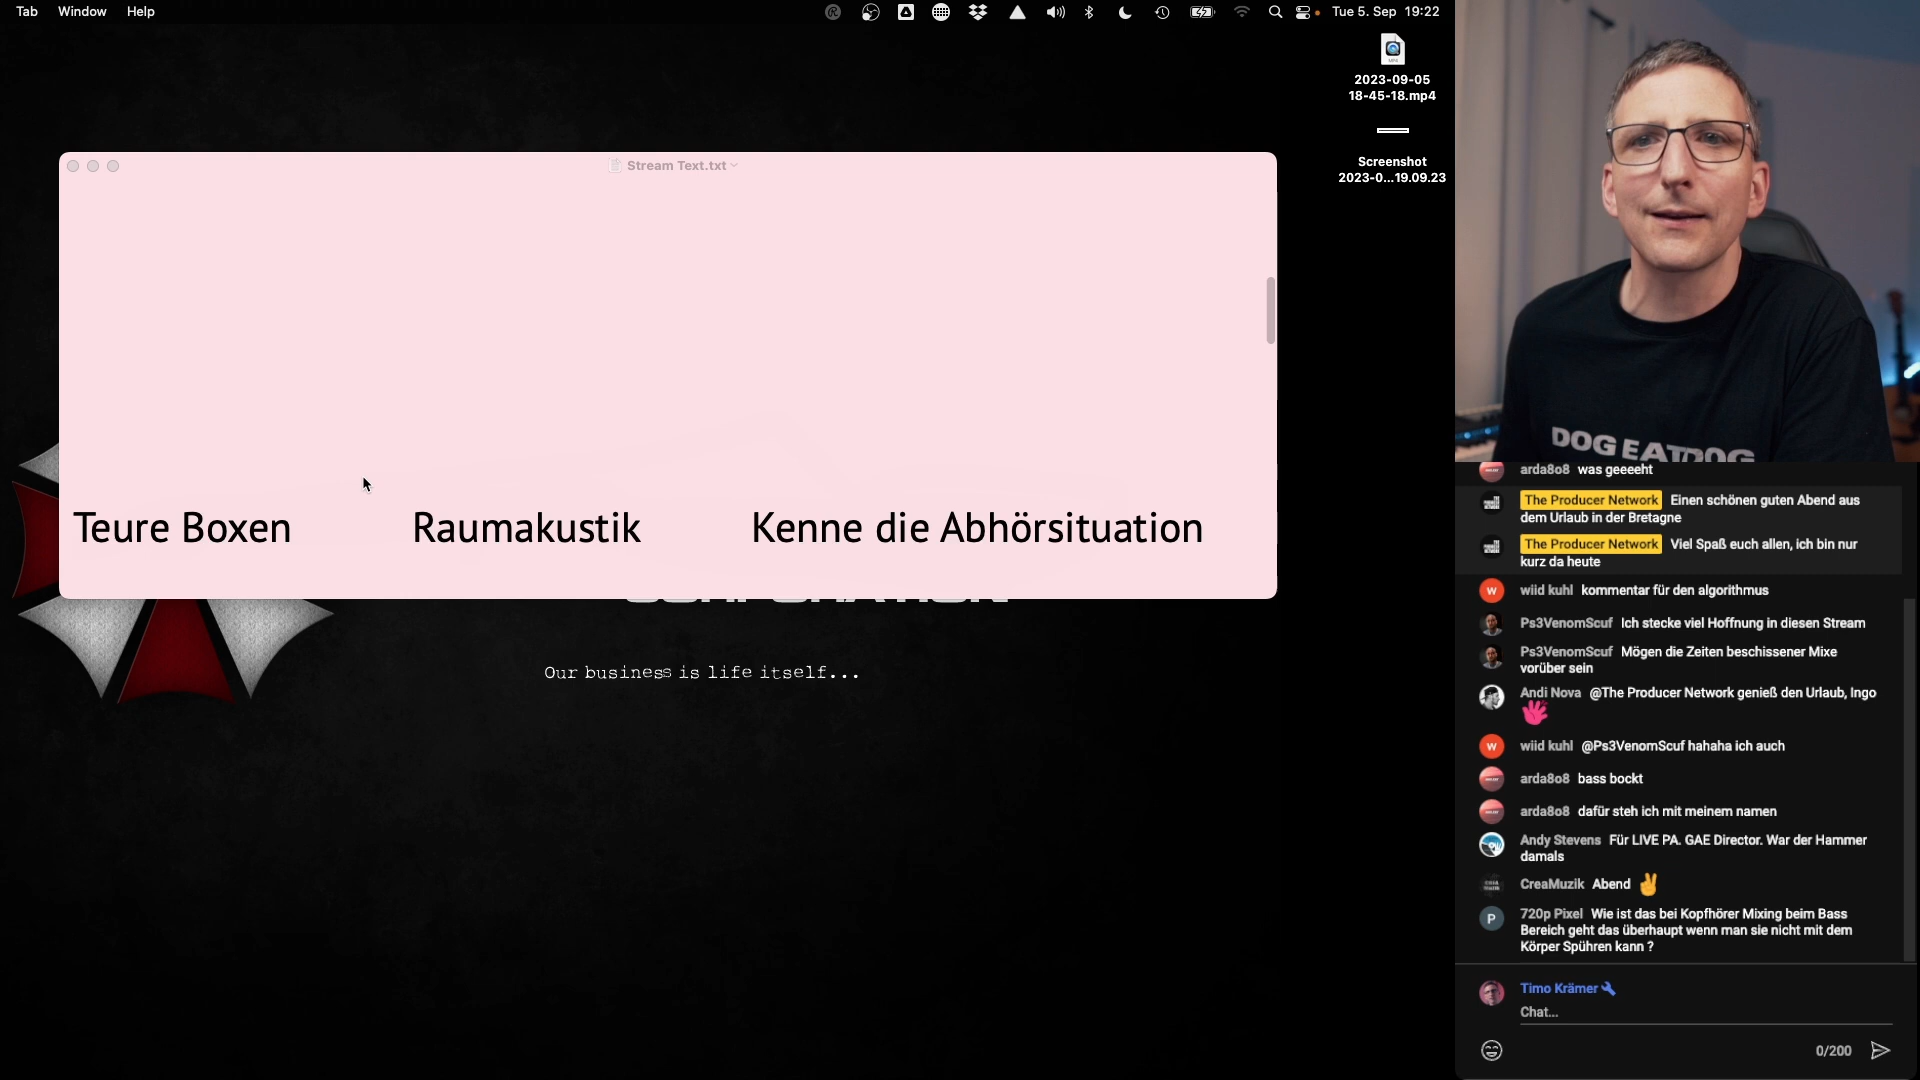 Tab Window Help
Tue 5. Sep 19:22
2023-09-05
18-45-18.mp4
Screenshot
2023-0...19.09.23
Stream Text.txt
Teure Boxen Raumakustik Kenne die Abhörsituation
Our business is life itself...
DOG EAT DOG
arda8o8 was geeeeht
The Producer Network Einen schönen guten Abend aus
dem Urlaub in der Bretagne
The Producer Network Viel Spaß euch allen, ich bin nur
kurz da heute
W
wiid kuhl kommentar für den algorithmus
Ps3VenomScuf Ich stecke viel Hoffnung in diesen Stream
Ps3VenomScuf Mögen die Zeiten beschissener Mixe
vorüber sein
Andi Nova @The Producer Network genieß den Urlaub, Ingo
W
wiid kuhl @Ps3VenomScuf hahaha ich auch
arda8o8 bass bockt
arda8o8 dafür steh ich mit meinem namen
Andy Stevens Für LIVE PA. GAE Director. War der Hammer
damals
CreaMuzik Abend
P
720p Pixel Wie ist das bei Kopfhörer Mixing beim Bass
Bereich geht das überhaupt wenn man sie nicht mit dem
Körper Spühren kann ?
Timo Krämer
Chat...
0/200